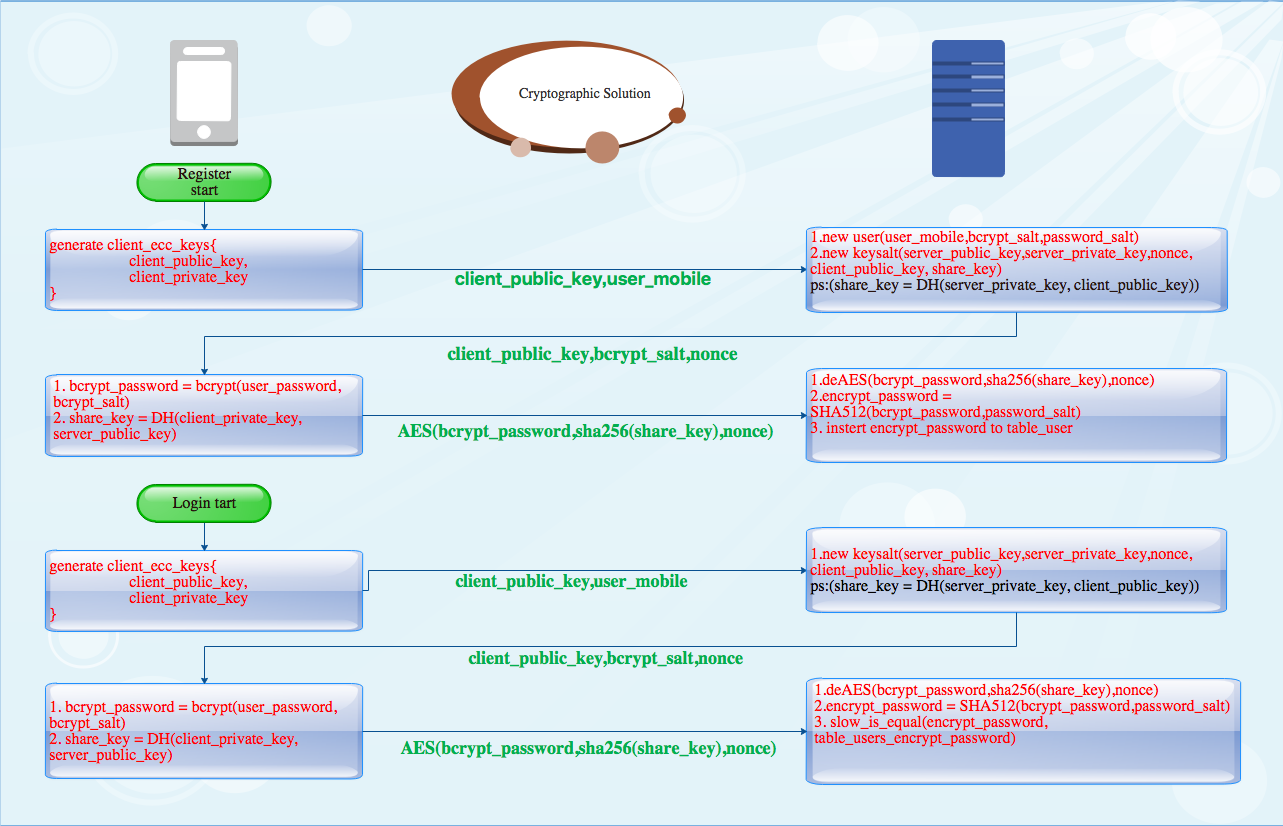 Cryptographic Solution
Register
start
generate client_ecc_keys{
client_public_key,
client_private_key
}
client_public_key,user_mobile
1.new user(user_mobile,bcrypt_salt,password_salt)
2.new keysalt(server_public_key,server_private_key,nonce,
client_public_key, share_key)
ps:(share_key = DH(server_private_key, client_public_key))
client_public_key,bcrypt_salt,nonce
1. bcrypt_password = bcrypt(user_password,
bcrypt_salt)
2. share_key = DH(client_private_key,
server_public_key)
AES(bcrypt_password,sha256(share_key),nonce)
1.deAES(bcrypt_password,sha256(share_key),nonce)
2.encrypt_password =
SHA512(bcrypt_password,password_salt)
3. instert encrypt_password to table_user
Login tart
generate client_ecc_keys{
client_public_key,
client_private_key
}
client_public_key,user_mobile
1.new keysalt(server_public_key,server_private_key,nonce,
client_public_key, share_key)
ps:(share_key = DH(server_private_key, client_public_key))
client_public_key,bcrypt_salt,nonce
1. bcrypt_password = bcrypt(user_password,
bcrypt_salt)
2. share_key = DH(client_private_key,
server_public_key)
AES(bcrypt_password,sha256(share_key),nonce)
1.deAES(bcrypt_password,sha256(share_key),nonce)
2.encrypt_password = SHA512(bcrypt_password,password_salt)
3. slow_is_equal(encrypt_password,
table_users_encrypt_password)